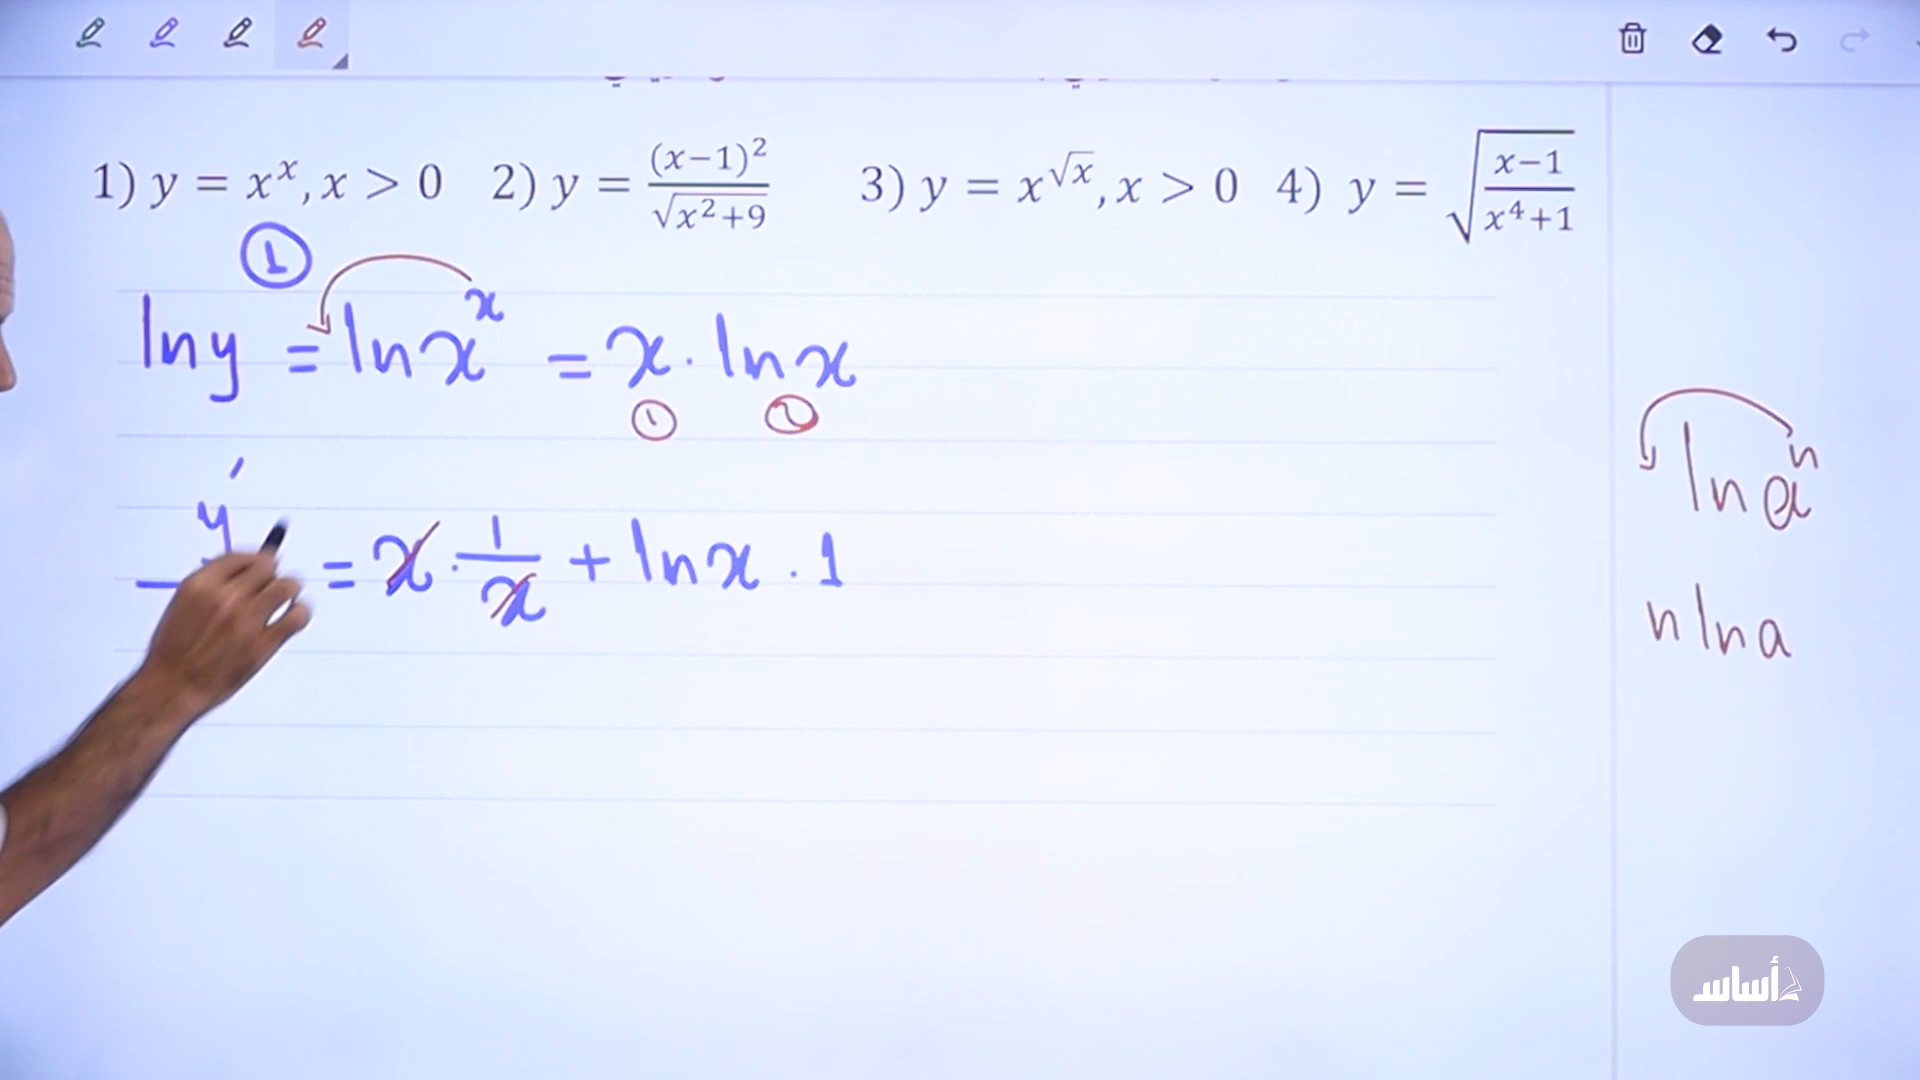 1) y = x^x, x > 0 2) y = (x−1)^2 / √(x^2+9) 3) y = x^√x, x > 0 4) y = √((x−1)/(x^4+1))
①
ln y = ln x^x = x · ln x
① ②
y′ = x · 1/x + ln x · 1
ln a^n
n ln a
أساس